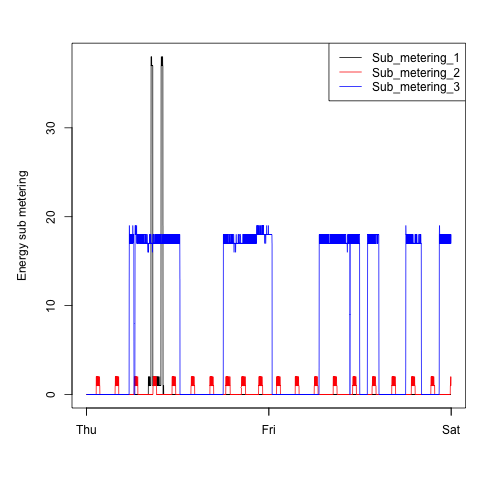 Sub_metering_1
Sub_metering_2
Sub_metering_3
Energy sub metering
30
20
10
0
Thu Fri Sat